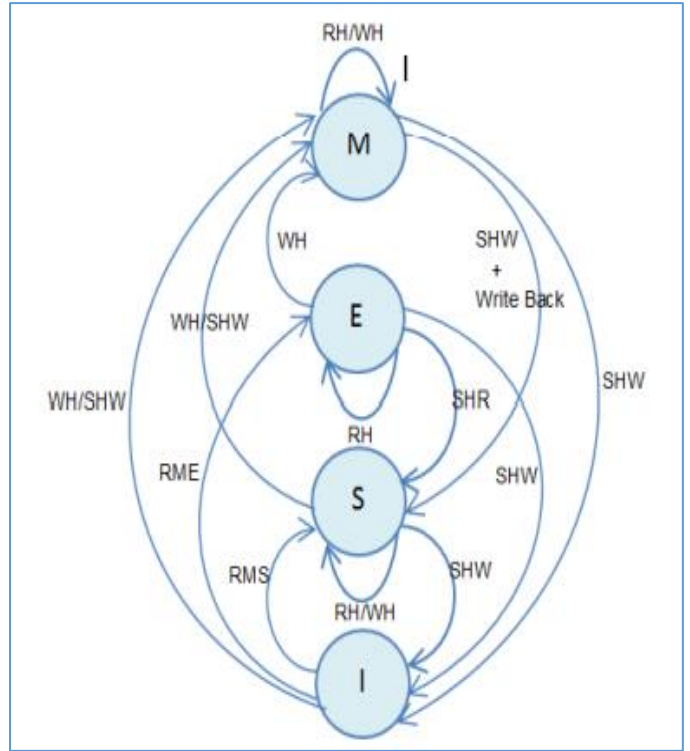 RH/WH
I
M
WH
SHW
+
Write Back
E
WH/SHW
WH/SHW
SHW
SHR
RH
RME
SHW
S
RMS
SHW
RH/WH
I